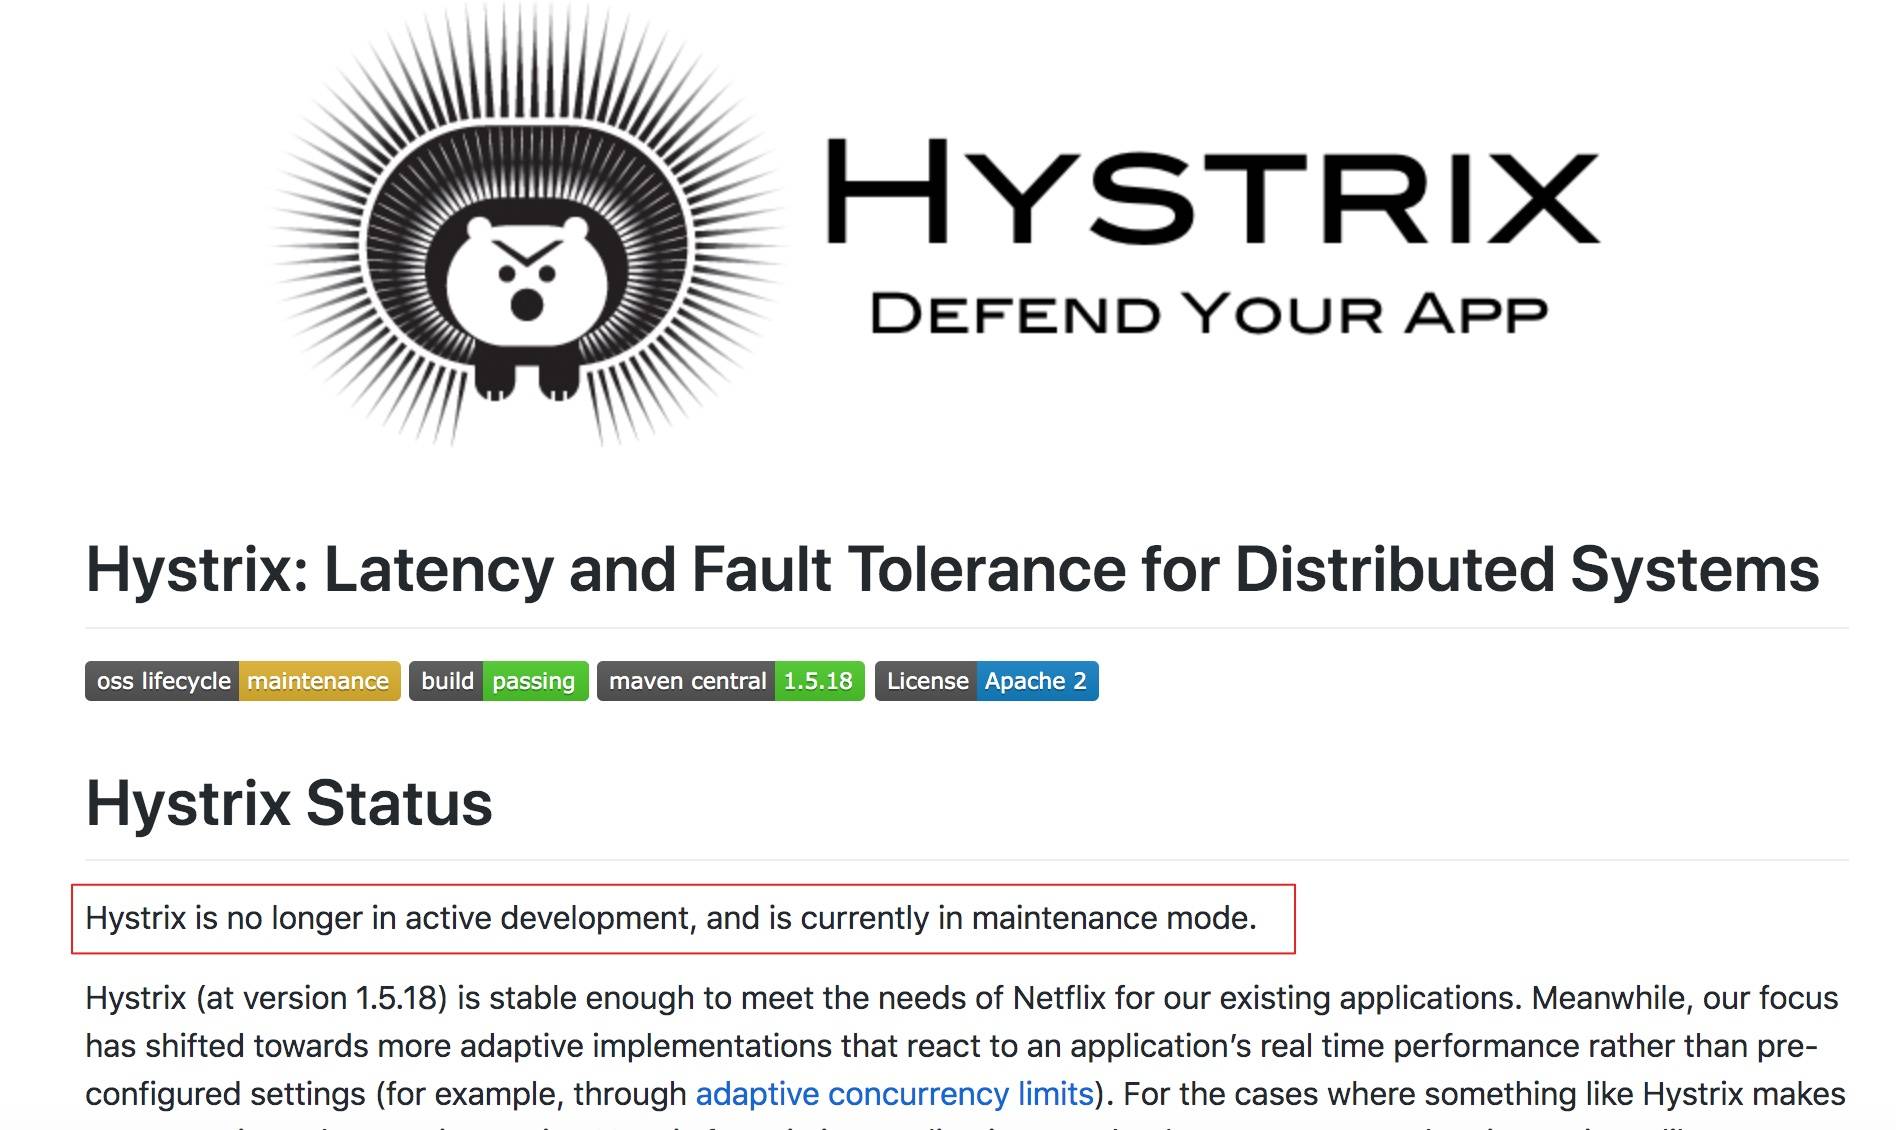 HYSTRIX
DEFEND YOUR APP
Hystrix: Latency and Fault Tolerance for Distributed Systems
oss lifecycle maintenance build passing maven central 1.5.18 License Apache 2
Hystrix Status
Hystrix is no longer in active development, and is currently in maintenance mode.
Hystrix (at version 1.5.18) is stable enough to meet the needs of Netflix for our existing applications. Meanwhile, our focus
has shifted towards more adaptive implementations that react to an application’s real time performance rather than pre-
configured settings (for example, through adaptive concurrency limits). For the cases where something like Hystrix makes